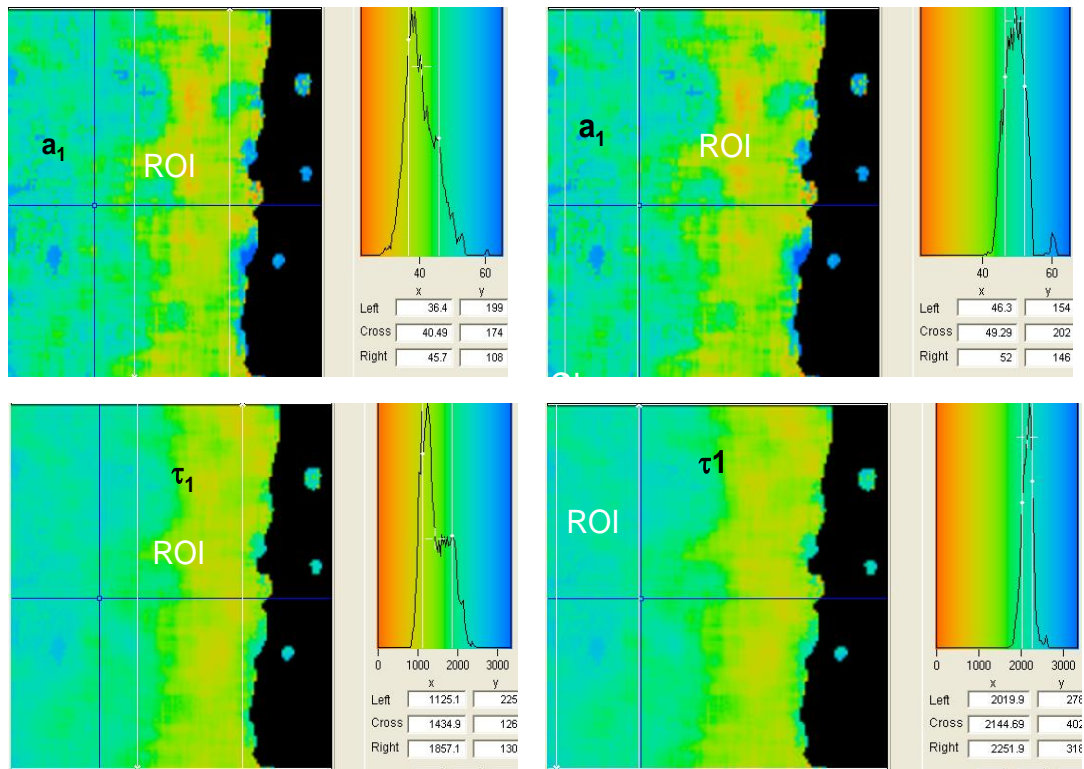 a1
ROI
40 60
x y
Left 36.4 199
Cross 40.49 174
Right 45.7 108
a1
ROI
40 60
x y
Left 46.3 154
Cross 49.29 202
Right 52 146
τ1
ROI
0 1000 2000 3000
x y
Left 1125.1 225
Cross 1434.9 126
Right 1857.1 130
τ1
ROI
0 1000 2000 3000
x y
Left 2019.9 278
Cross 2144.69 402
Right 2251.9 318